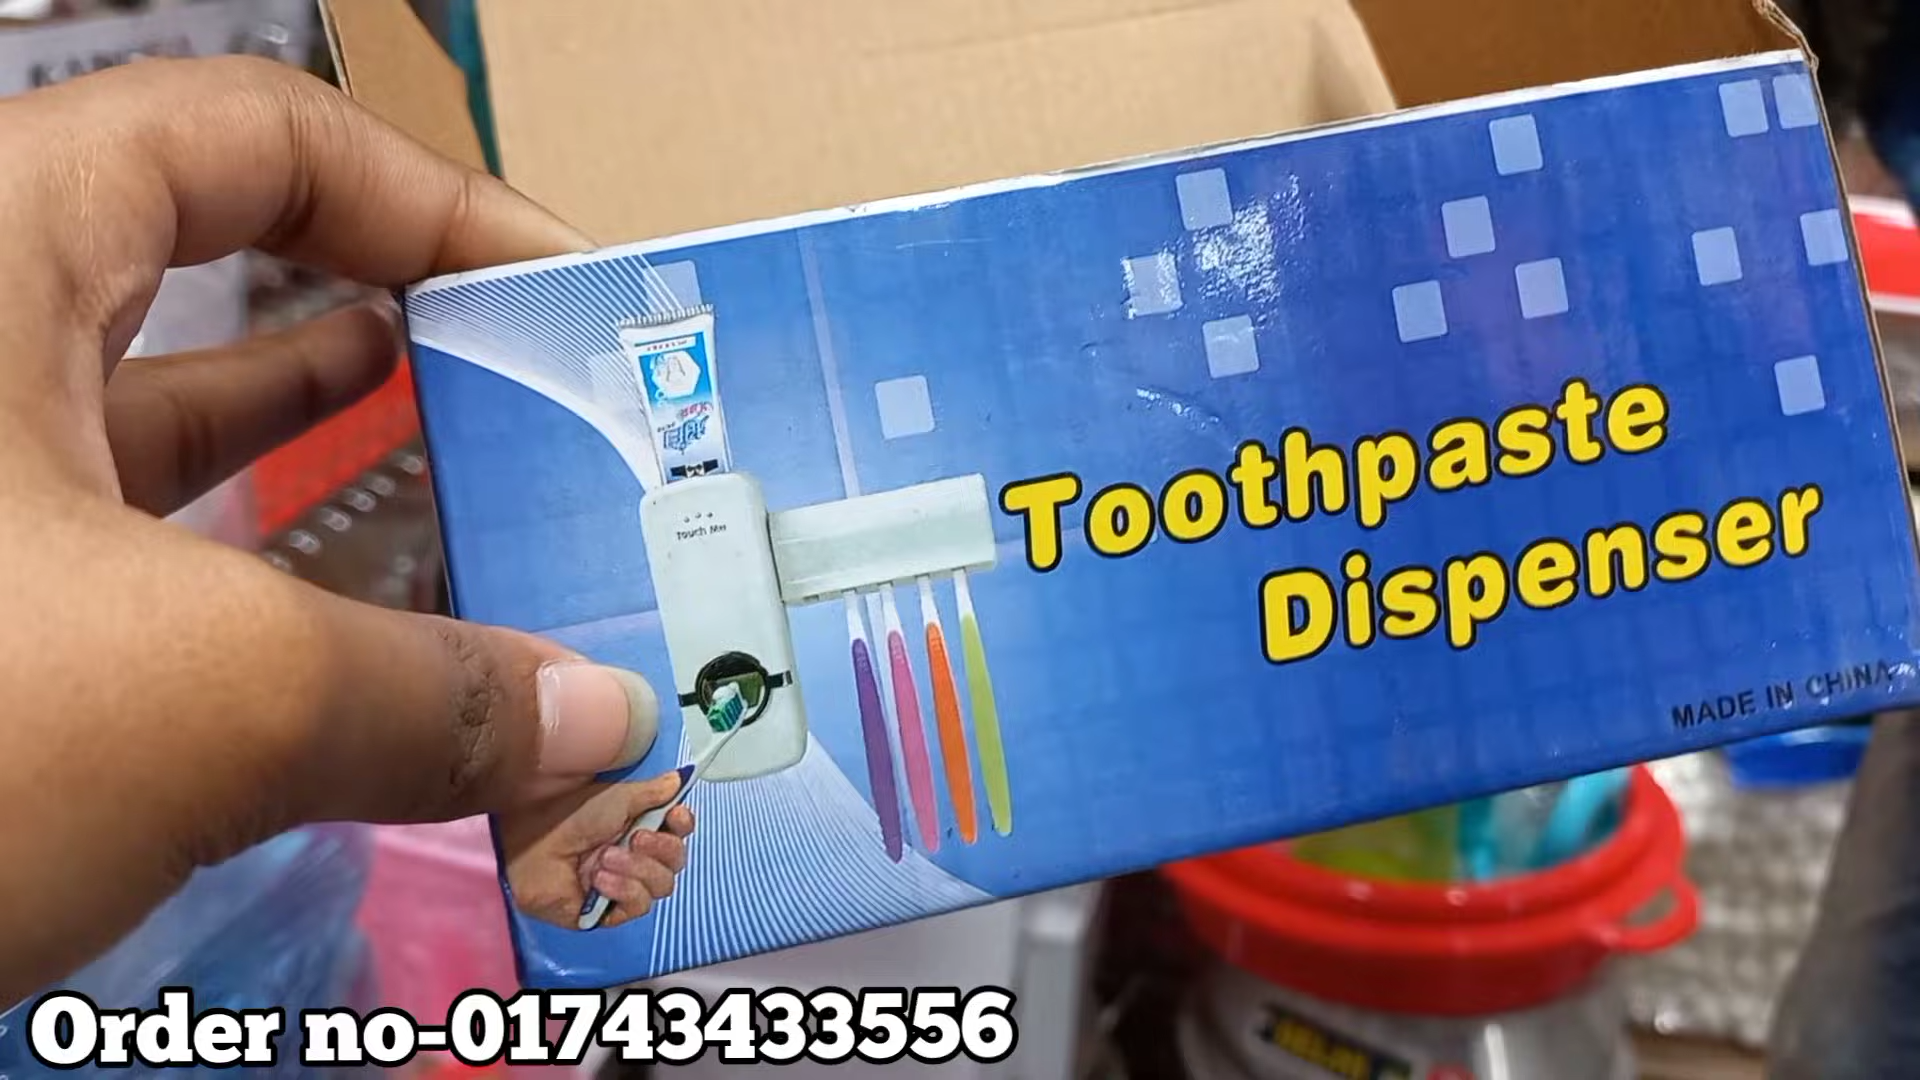 Touch Me
Toothpaste
Dispenser
MADE IN CHINA
Order no-01743433556